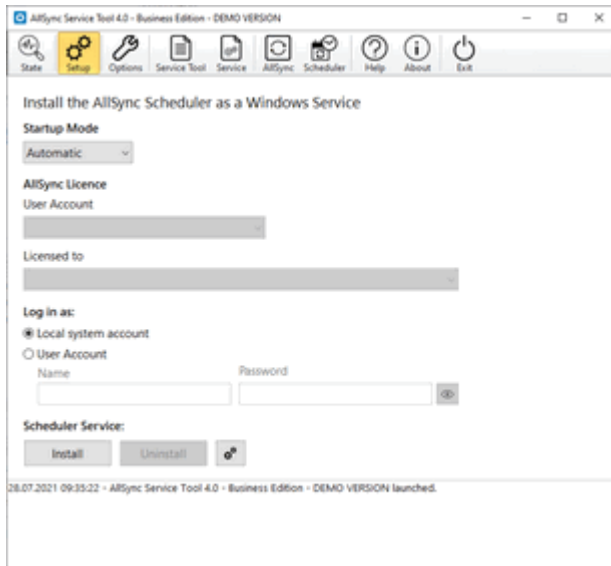 AllSync Service Tool 4.0 - Business Edition - DEMO VERSION
State Setup Options Service Tool Service AllSync Scheduler Help About Exit
Install the AllSync Scheduler as a Windows Service
Startup Mode
Automatic
AllSync Licence
User Account
Licensed to
Log in as:
Local system account
User Account
Name Password
Scheduler Service:
Install Uninstall
28.07.2021 09:35:22 - AllSync Service Tool 4.0 - Business Edition - DEMO VERSION launched.